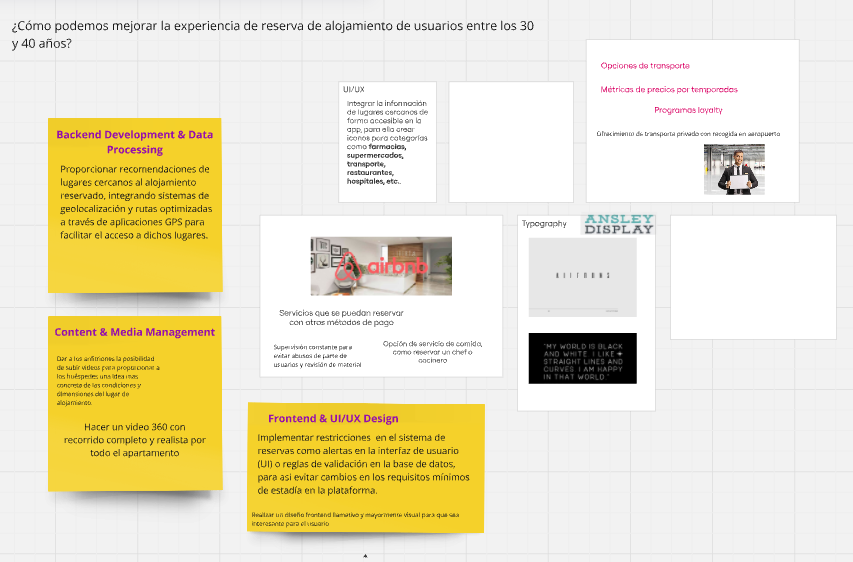 ¿Cómo podemos mejorar la experiencia de reserva de alojamiento de usuarios entre los 30
y 40 años?
Backend Development & Data
Processing
Proporcionar recomendaciones de
lugares cercanos al alojamiento
reservado, integrando sistemas de
geolocalización y rutas optimizadas
a través de aplicaciones GPS para
facilitar el acceso a dichos lugares.
Content & Media Management
Dar a los anfitriones la posibilidad
de subir videos para proporcionar a
los huéspedes una idea mas
concreta de las condiciones y
dimensiones del lugar de
alojamiento.
Hacer un video 360 con
recorrido completo y realista por
todo el apartamento
UI/UX
Integrar la información
de lugares cercanos de
forma accesible en la
app, para ello crear
iconos para categorías
como farmacias,
supermercados,
transporte,
restaurantes,
hospitales, etc..
Opciones de transporte
Métricas de precios por temporadas
Programas loyalty
Ofrecimiento de transporte privado con recogida en aeropuerto
airbnb
Servicios que se puedan reservar
con otros métodos de pago
Supervisión constante para
evitar abusos de parte de
usuarios y revisión de material
Opción de servicio de comida,
como reservar un chef o
cocinero
Typography
ANSLEY
DISPLAY
"MY WORLD IS BLACK
AND WHITE. I LIKE
STRAIGHT LINES AND
CURVES. I AM HAPPY
IN THAT WORLD."
Frontend & UI/UX Design
Implementar restricciones en el sistema de
reservas como alertas en la interfaz de usuario
(UI) o reglas de validación en la base de datos,
para asi evitar cambios en los requisitos mínimos
de estadía en la plataforma.
Realizar un diseño frontend llamativo y mayormente visual para que sea
interesante para el usuario